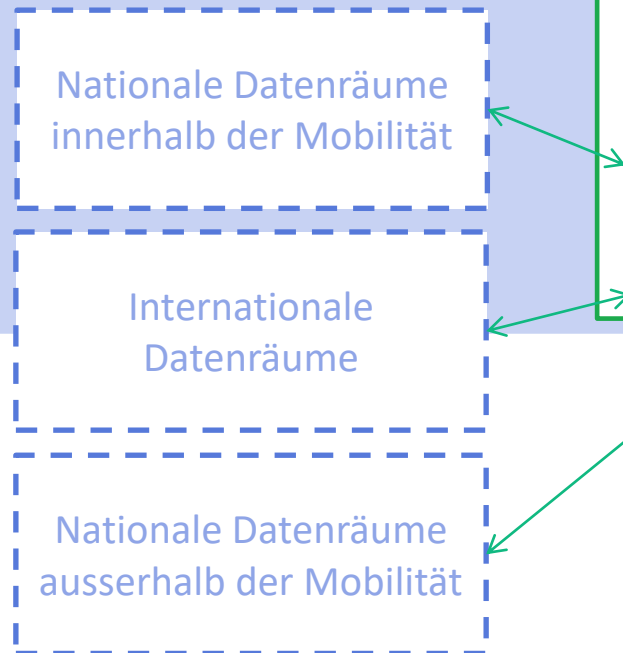 Nationale Datenräume
innerhalb der Mobilität
Internationale
Datenräume
Nationale Datenräume
ausserhalb der Mobilität